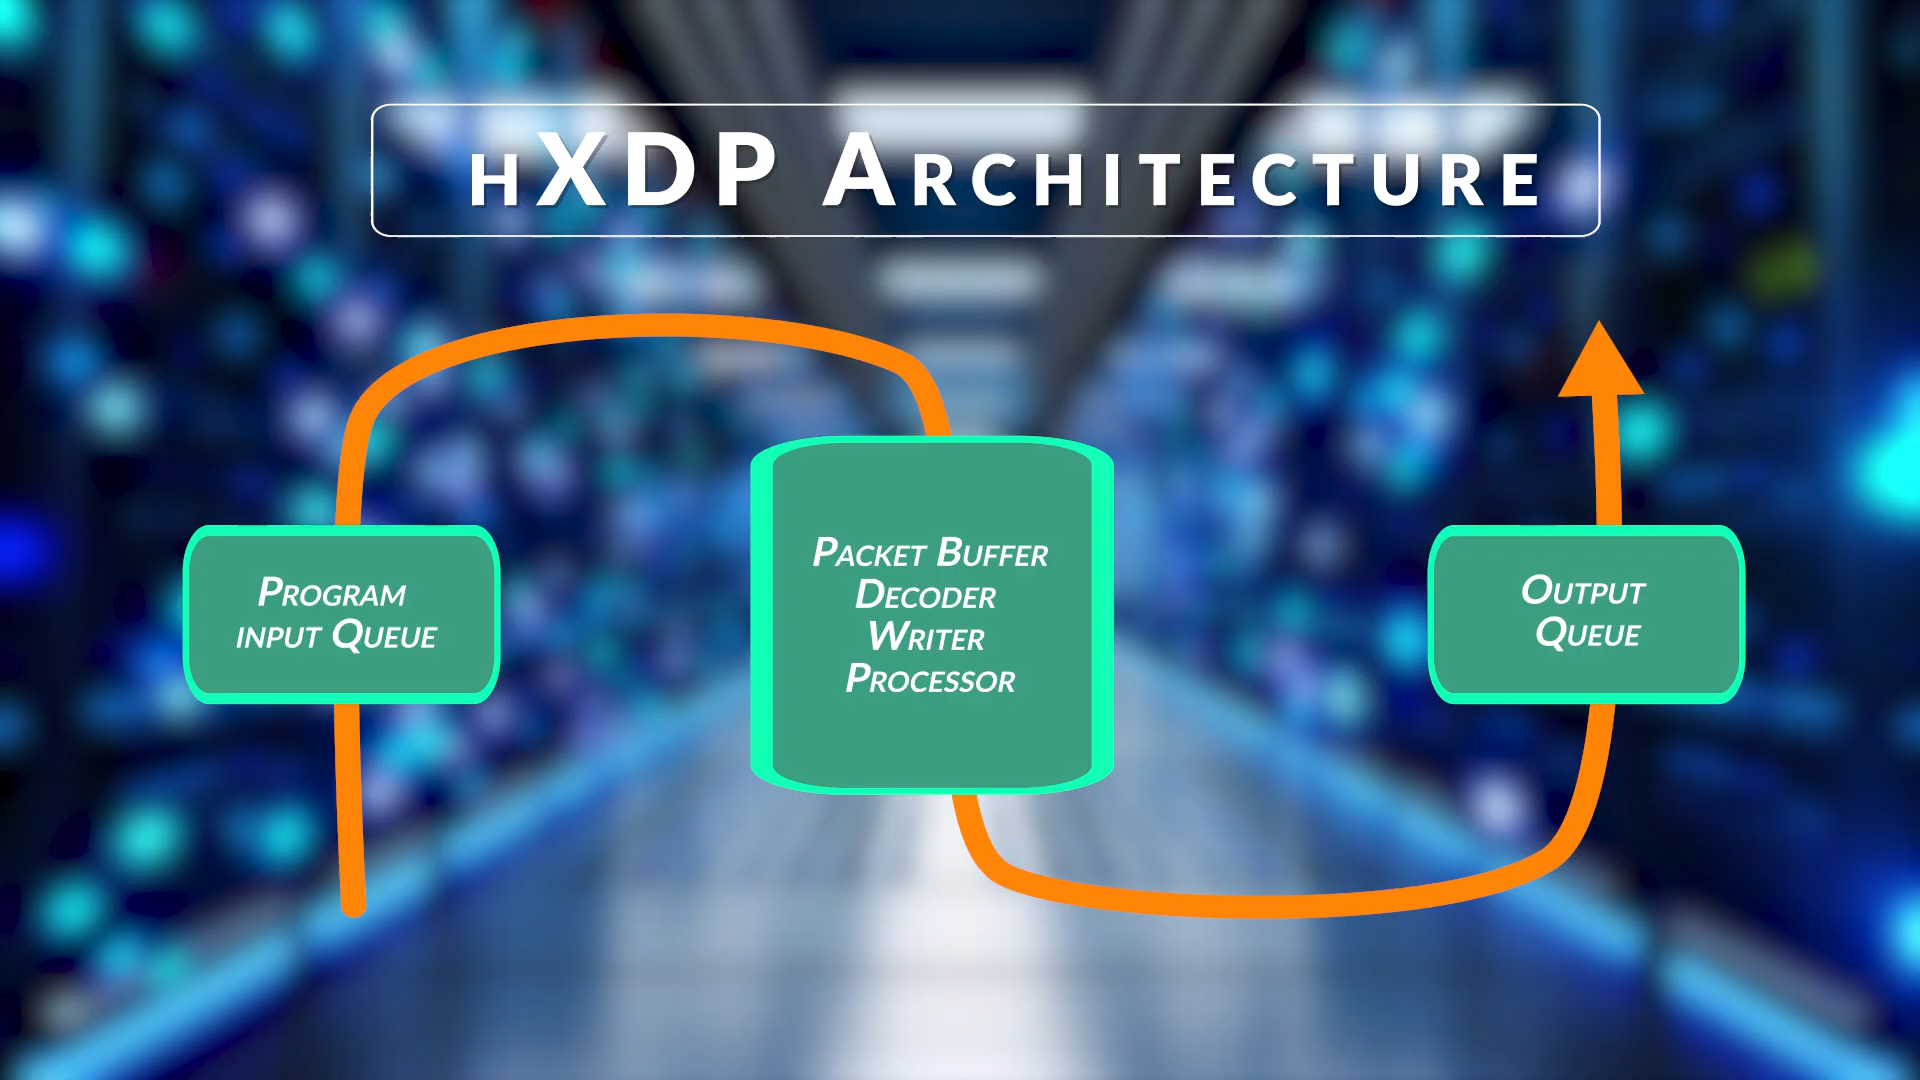 hXDP Architecture
Program
input Queue
Packet Buffer
Decoder
Writer
Processor
Output
Queue